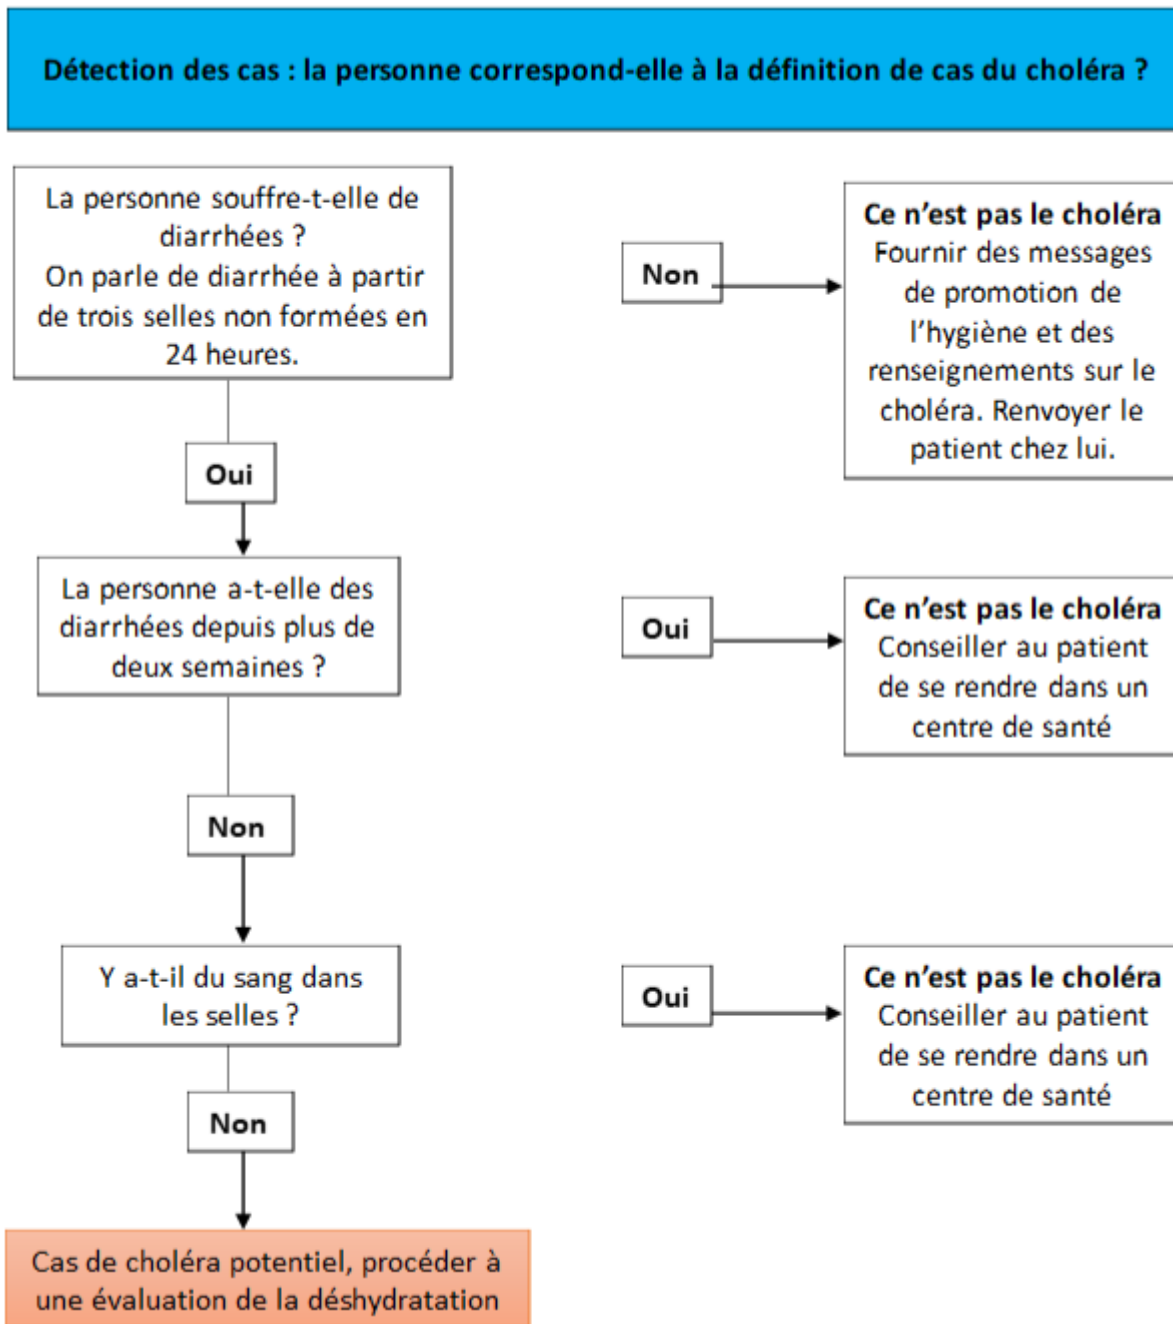 Détection des cas : la personne correspond-elle à la définition de cas du choléra ?
La personne souffre-t-elle de
diarrhées ?
On parle de diarrhée à partir
de trois selles non formées en
24 heures.
Non
Ce n’est pas le choléra
Fournir des messages
de promotion de
l’hygiène et des
renseignements sur le
choléra. Renvoyer le
patient chez lui.
Oui
La personne a-t-elle des
diarrhées depuis plus de
deux semaines ?
Oui
Ce n’est pas le choléra
Conseiller au patient
de se rendre dans un
centre de santé
Non
Y a-t-il du sang dans
les selles ?
Oui
Ce n’est pas le choléra
Conseiller au patient
de se rendre dans un
centre de santé
Non
Cas de choléra potentiel, procéder à
une évaluation de la déshydratation